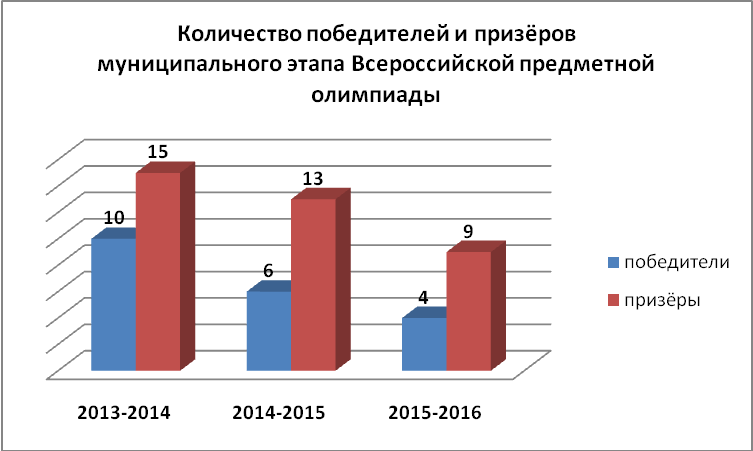 Количество победителей и призёров
муниципального этапа Всероссийской предметной
олимпиады
15
10
13
6
9
4
победители
призёры
2013-2014
2014-2015
2015-2016